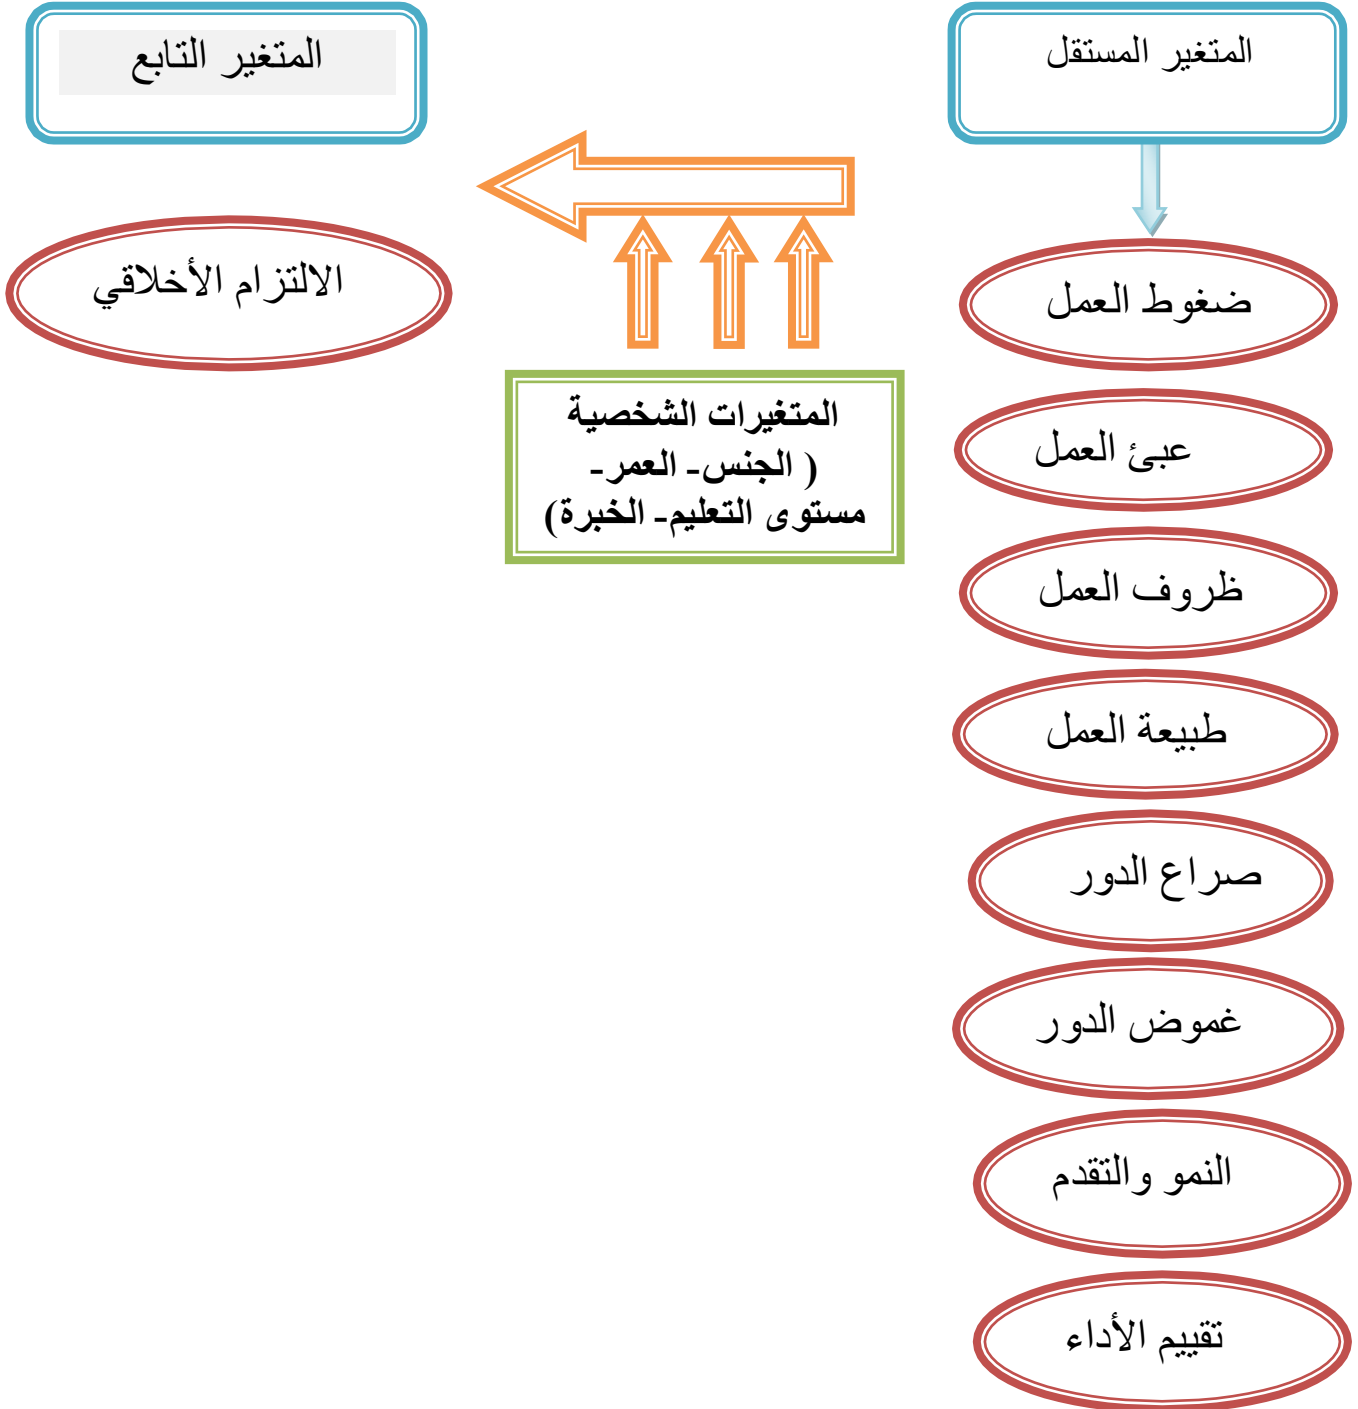 المتغير المستقل
المتغير التابع
ضغوط العمل
الالتزام الأخلاقي
المتغيرات الشخصية
( الجنس- العمر-
مستوى التعليم- الخبرة)
عبئ العمل
ظروف العمل
طبيعة العمل
صراع الدور
غموض الدور
النمو والتقدم
تقييم الأداء